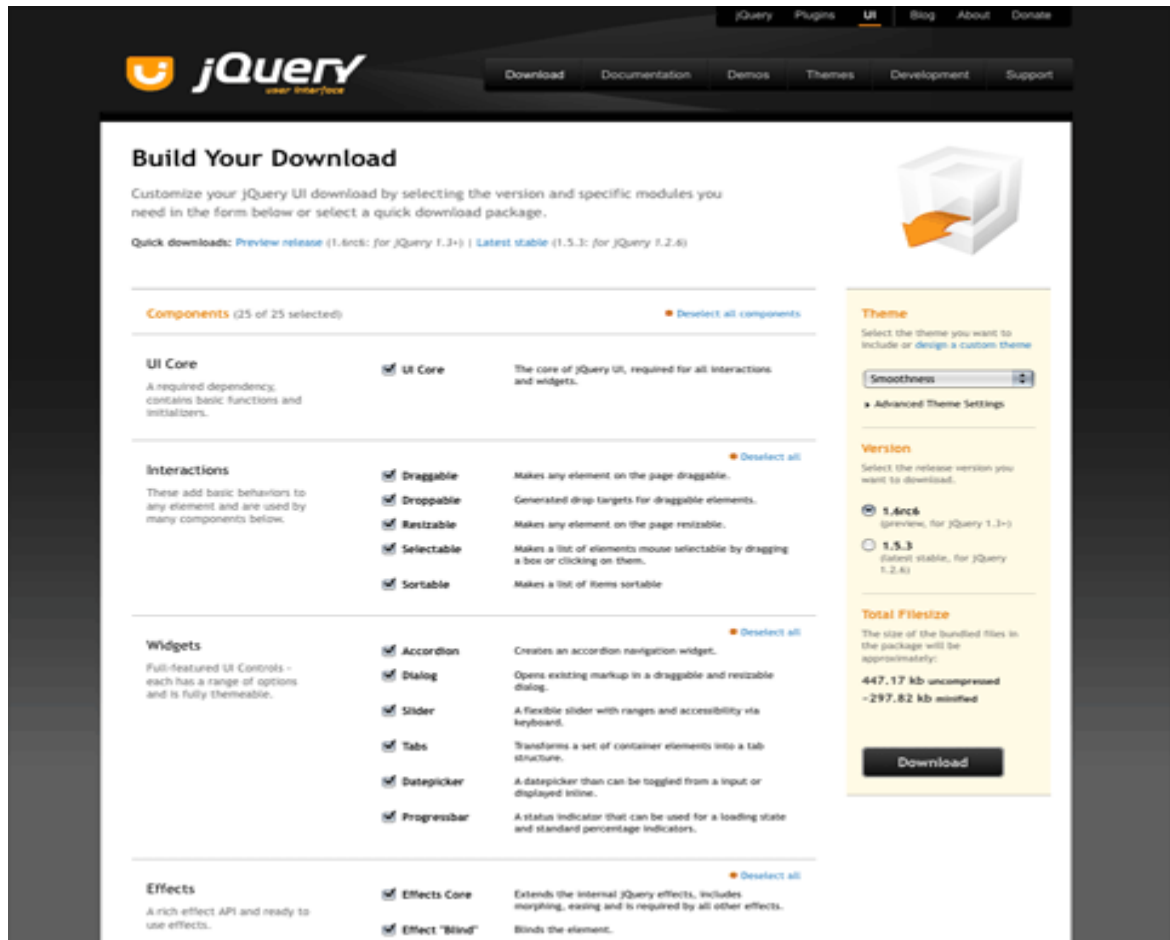 jQuery Plugins UI Blog About Donate
jQuery
user interface
Download Documentation Demos Themes Development Support
Build Your Download
Customize your jQuery UI download by selecting the version and specific modules you
need in the form below or select a quick download package.
Quick downloads: Preview release (1.6rc6: for jQuery 1.3+) | Latest stable (1.5.3: for jQuery 1.2.6)
Components (25 of 25 selected)
Deselect all components
UI Core
A required dependency,
contains basic functions and
initializers.
UI Core
The core of jQuery UI, required for all interactions
and widgets.
Deselect all
Interactions
These add basic behaviors to
any element and are used by
many components below.
Draggable
Makes any element on the page draggable.
Droppable
Generated drop targets for draggable elements.
Resizable
Makes any element on the page resizable.
Selectable
Makes a list of elements mouse selectable by dragging
a box or clicking on them.
Sortable
Makes a list of items sortable
Deselect all
Widgets
Full-featured UI Controls -
each has a range of options
and is fully themeable.
Accordion
Creates an accordion navigation widget.
Dialog
Opens existing markup in a draggable and resizable
dialog.
Slider
A flexible slider with ranges and accessibility via
keyboard.
Tabs
Transforms a set of container elements into a tab
structure.
Datepicker
A datepicker than can be toggled from a input or
displayed inline.
Progressbar
A status indicator that can be used for a loading state
and standard percentage indicators.
Deselect all
Effects
A rich effect API and ready to
use effects.
Effects Core
Extends the internal jQuery effects, includes
morphing, easing and is required by all other effects.
Effect "Blind"
Blinds the element.
Theme
Select the theme you want to
include or design a custom theme
Smoothness
Advanced Theme Settings
Version
Select the release version you
want to download.
1.6rc6
(preview, for jQuery 1.3+)
1.5.3
(latest stable, for jQuery
1.2.6)
Total Filesize
The size of the bundled files in
the package will be
approximately:
447.17 kb uncompressed
~297.82 kb minified
Download